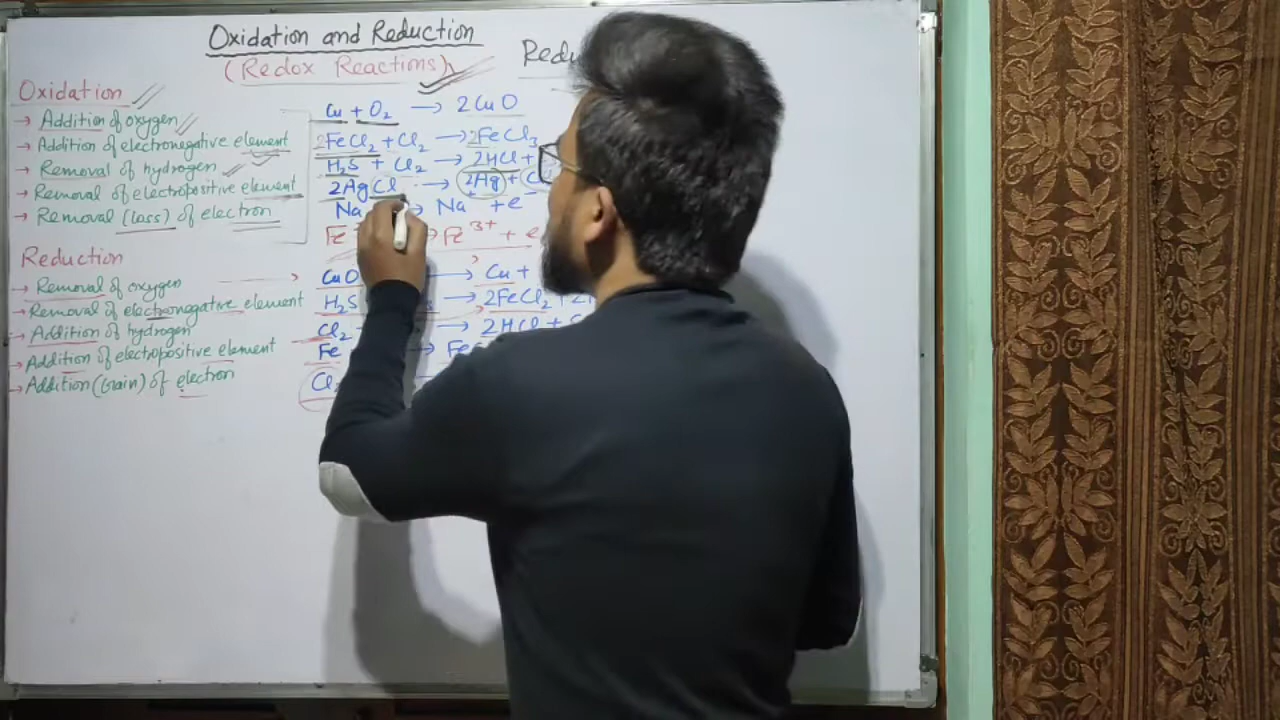 Oxidation and Reduction
(Redox Reactions)
Oxidation
→ Addition of oxygen
→ Addition of electronegative element
→ Removal of hydrogen
→ Removal of electropositive element
→ Removal (loss) of electron
Reduction
→ Removal of oxygen
→ Removal of electronegative element
→ Addition of hydrogen
→ Addition of electropositive element
→ Addition (Gain) of electron
Cu + O₂ → 2CuO
2FeCl₂ + Cl₂ → 2FeCl₃
H₂S + Cl₂ → 2HCl +
2AgCl → 2Ag +
Na → Na⁺ + e⁻
Fe → Fe³⁺ + e
CuO → Cu +
H₂S → 2FeCl₂ +
Cl₂ → 2HCl +
Fe →
Cl₂